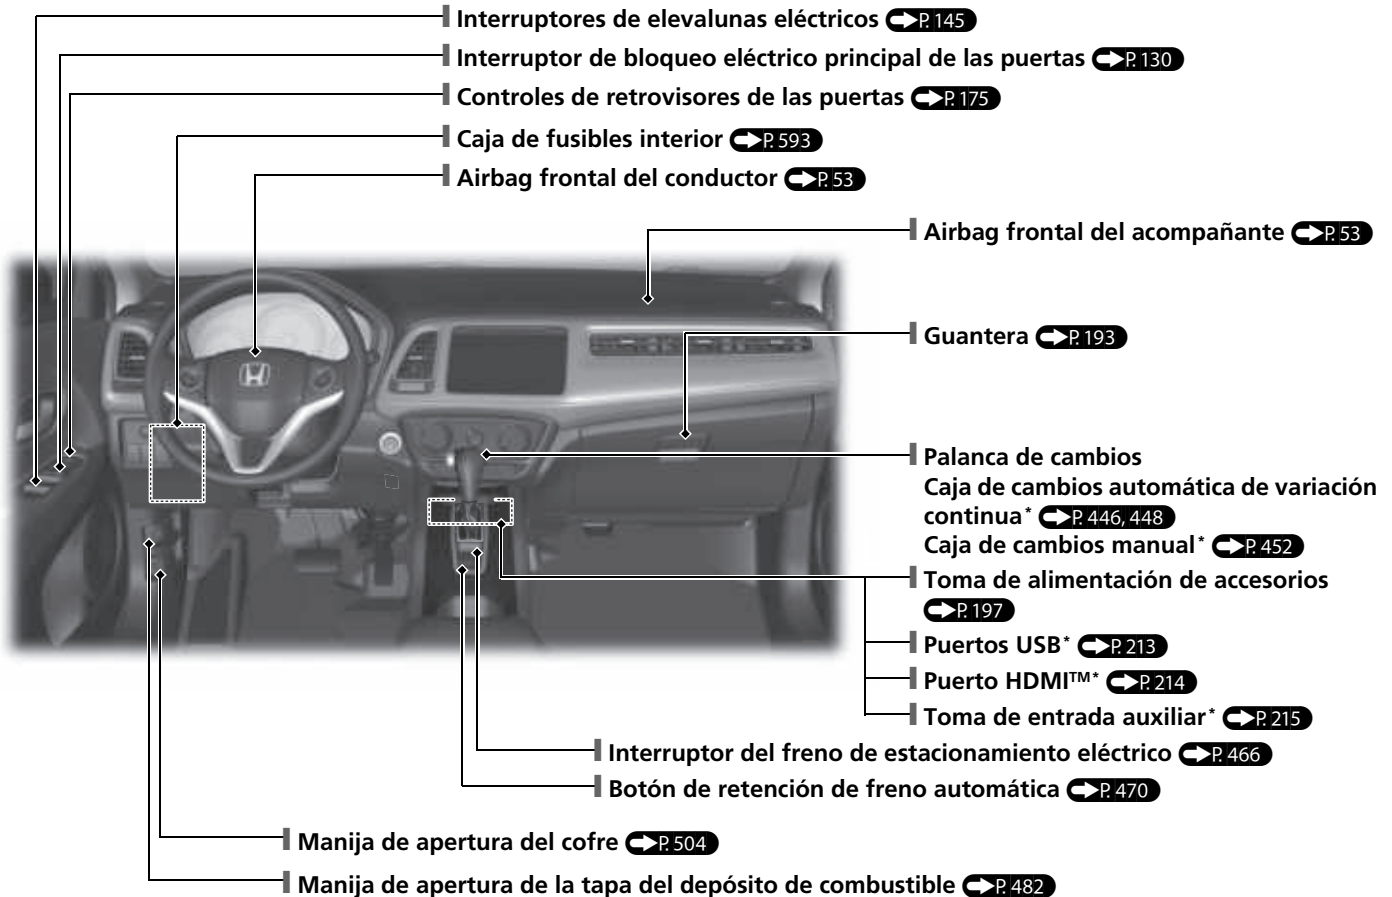 Interruptores de elevalunas eléctricos P. 145
Interruptor de bloqueo eléctrico principal de las puertas P. 130
Controles de retrovisores de las puertas P. 175
Caja de fusibles interior P. 593
Airbag frontal del conductor P. 53
Airbag frontal del acompañante P. 53
Guantera P. 193
Palanca de cambios
Caja de cambios automática de variación
continua* P. 446, 448
Caja de cambios manual* P. 452
Toma de alimentación de accesorios
P. 197
Puertos USB* P. 213
Puerto HDMI™* P. 214
Toma de entrada auxiliar* P. 215
Interruptor del freno de estacionamiento eléctrico P. 466
Botón de retención de freno automática P. 470
Manija de apertura del cofre P. 504
Manija de apertura de la tapa del depósito de combustible P. 482